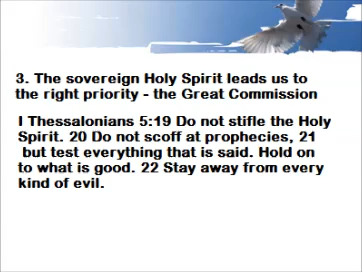 3. The sovereign Holy Spirit leads us to
the right priority - the Great Commission
I Thessalonians 5:19 Do not stifle the Holy
Spirit. 20 Do not scoff at prophecies, 21
but test everything that is said. Hold on
to what is good. 22 Stay away from every
kind of evil.